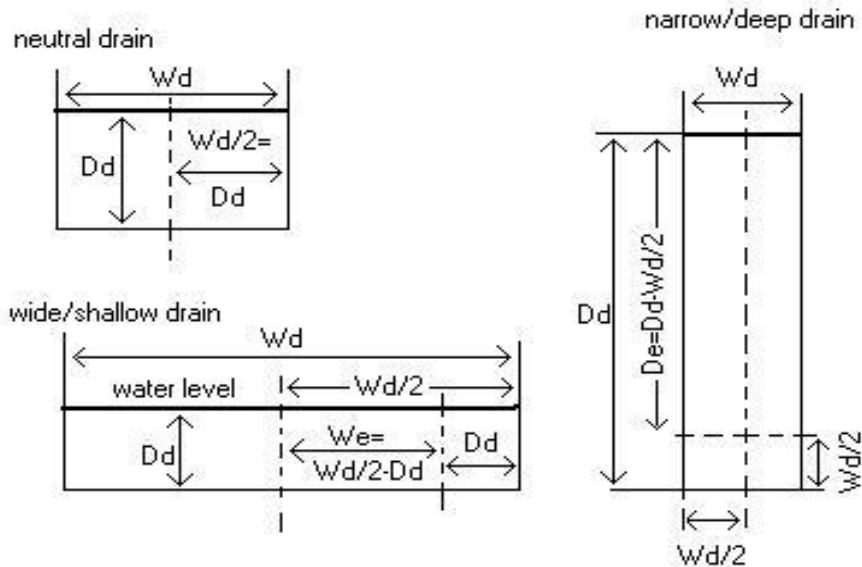 neutral drain
Wd
Wd/2=
Dd
Dd
wide/shallow drain
Wd
water level
Wd/2
We=
Dd
Dd
Wd/2-Dd
narrow/deep drain
Wd
Dd
De=Dd-Wd/2
Wd/2
Wd/2